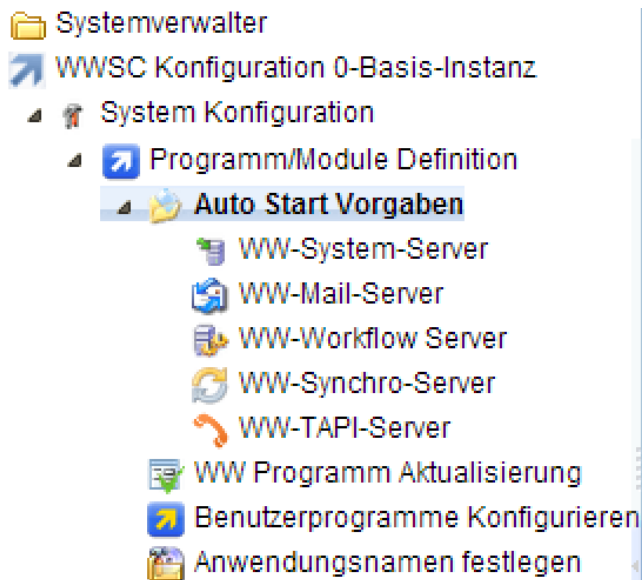 Systemverwalter
WWSC Konfiguration 0-Basis-Instanz
System Konfiguration
Programm/Module Definition
Auto Start Vorgaben
WW-System-Server
WW-Mail-Server
WW-Workflow Server
WW-Synchro-Server
WW-TAPI-Server
WW Programm Aktualisierung
Benutzerprogramme Konfigurieren
Anwendungsnamen festlegen